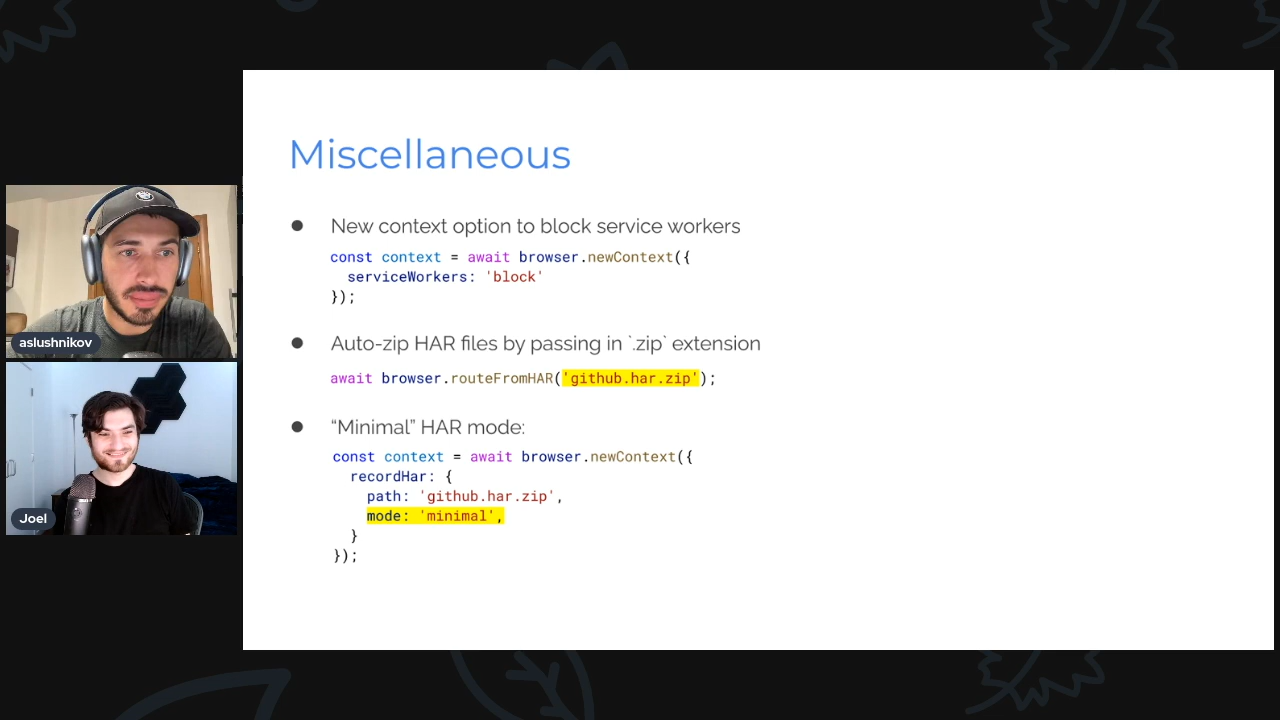 Miscellaneous
● New context option to block service workers
const context = await browser.newContext({
  serviceWorkers: 'block'
});
● Auto-zip HAR files by passing in `.zip` extension
await browser.routeFromHAR('github.har.zip');
● “Minimal” HAR mode:
const context = await browser.newContext({
  recordHar: {
    path: 'github.har.zip',
    mode: 'minimal',
  }
});
aslushnikov
Joel